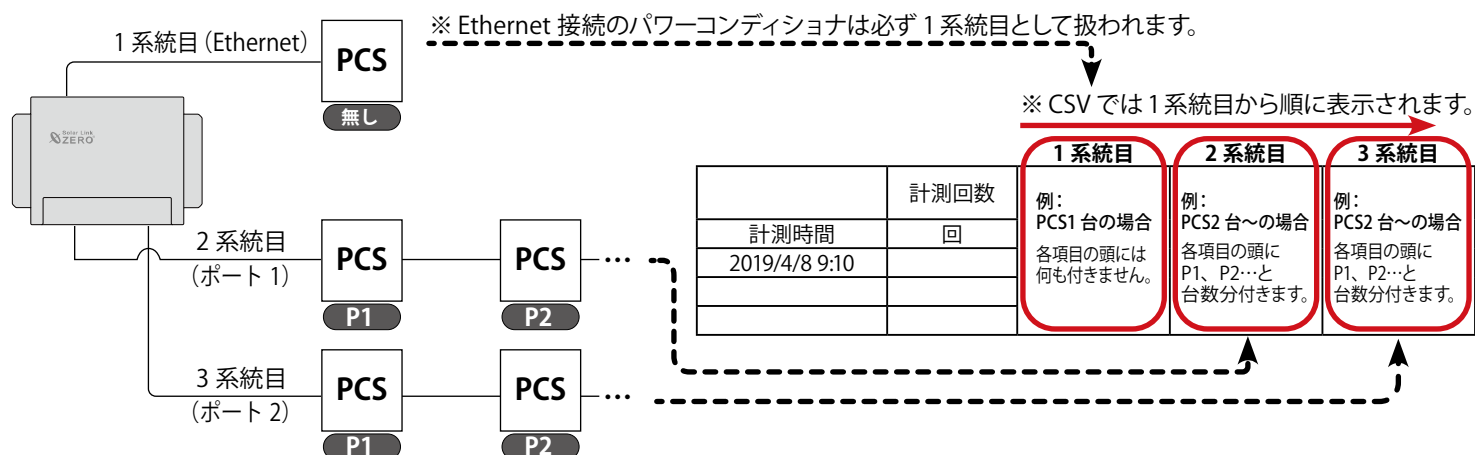 ※ Ethernet 接続のパワーコンディショナは必ず 1 系統目として扱われます。
1 系統目（Ethernet）
PCS
無し
※ CSV では 1 系統目から順に表示されます。
Solar Link
ZERO
1 系統目
2 系統目
3 系統目
計測回数
計測時間
回
2019/4/8 9:10
例：
PCS1 台の場合
各項目の頭には
何も付きません。
例：
PCS2 台～の場合
各項目の頭に
P1、P2…と
台数分付きます。
例：
PCS2 台～の場合
各項目の頭に
P1、P2…と
台数分付きます。
2 系統目
（ポート 1）
PCS
PCS
…
P1
P2
3 系統目
（ポート 2）
PCS
PCS
…
P1
P2